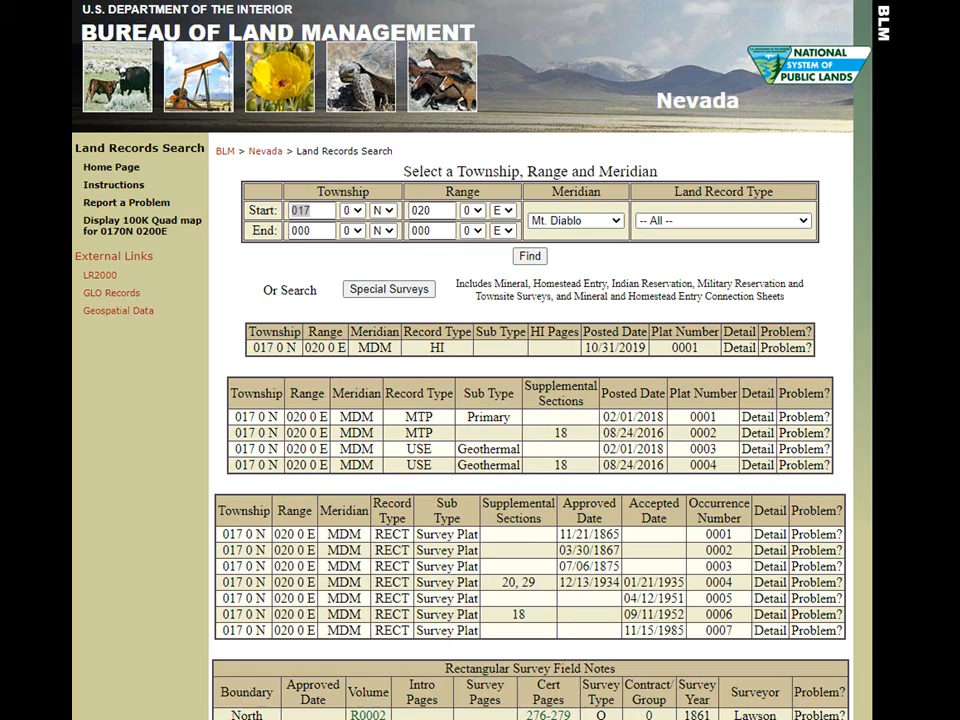 U.S. DEPARTMENT OF THE INTERIOR
BUREAU OF LAND MANAGEMENT
BLM
NATIONAL
SYSTEM OF
PUBLIC LANDS
Nevada
Land Records Search
Home Page
Instructions
Report a Problem
Display 100K Quad map
for 0170N 0200E
External Links
LR2000
GLO Records
Geospatial Data
BLM > Nevada > Land Records Search
Select a Township, Range and Meridian
Township Range Meridian Land Record Type
Start: 017 0 N 020 0 E Mt. Diablo -- All --
End: 000 0 N 000 0 E
Find
Or Search Special Surveys Includes Mineral, Homestead Entry, Indian Reservation, Military Reservation and
Townsite Surveys, and Mineral and Homestead Entry Connection Sheets
Township Range Meridian Record Type Sub Type HI Pages Posted Date Plat Number Detail Problem?
017 0 N 020 0 E MDM HI 10/31/2019 0001 Detail Problem?
Township Range Meridian Record Type Sub Type Supplemental Sections Posted Date Plat Number Detail Problem?
017 0 N 020 0 E MDM MTP Primary 02/01/2018 0001 Detail Problem?
017 0 N 020 0 E MDM MTP 18 08/24/2016 0002 Detail Problem?
017 0 N 020 0 E MDM USE Geothermal 02/01/2018 0003 Detail Problem?
017 0 N 020 0 E MDM USE Geothermal 18 08/24/2016 0004 Detail Problem?
Township Range Meridian Record Type Sub Type Supplemental Sections Approved Date Accepted Date Occurrence Number Detail Problem?
017 0 N 020 0 E MDM RECT Survey Plat 11/21/1865 0001 Detail Problem?
017 0 N 020 0 E MDM RECT Survey Plat 03/30/1867 0002 Detail Problem?
017 0 N 020 0 E MDM RECT Survey Plat 07/06/1875 0003 Detail Problem?
017 0 N 020 0 E MDM RECT Survey Plat 20, 29 12/13/1934 01/21/1935 0004 Detail Problem?
017 0 N 020 0 E MDM RECT Survey Plat 04/12/1951 0005 Detail Problem?
017 0 N 020 0 E MDM RECT Survey Plat 18 09/11/1952 0006 Detail Problem?
017 0 N 020 0 E MDM RECT Survey Plat 11/15/1985 0007 Detail Problem?
Rectangular Survey Field Notes
Boundary Approved Date Volume Intro Pages Survey Pages Cert Pages Survey Type Contract/ Group Survey Year Surveyor Problem?
North R0002 276-279 O 0 1861 Lawson Problem?